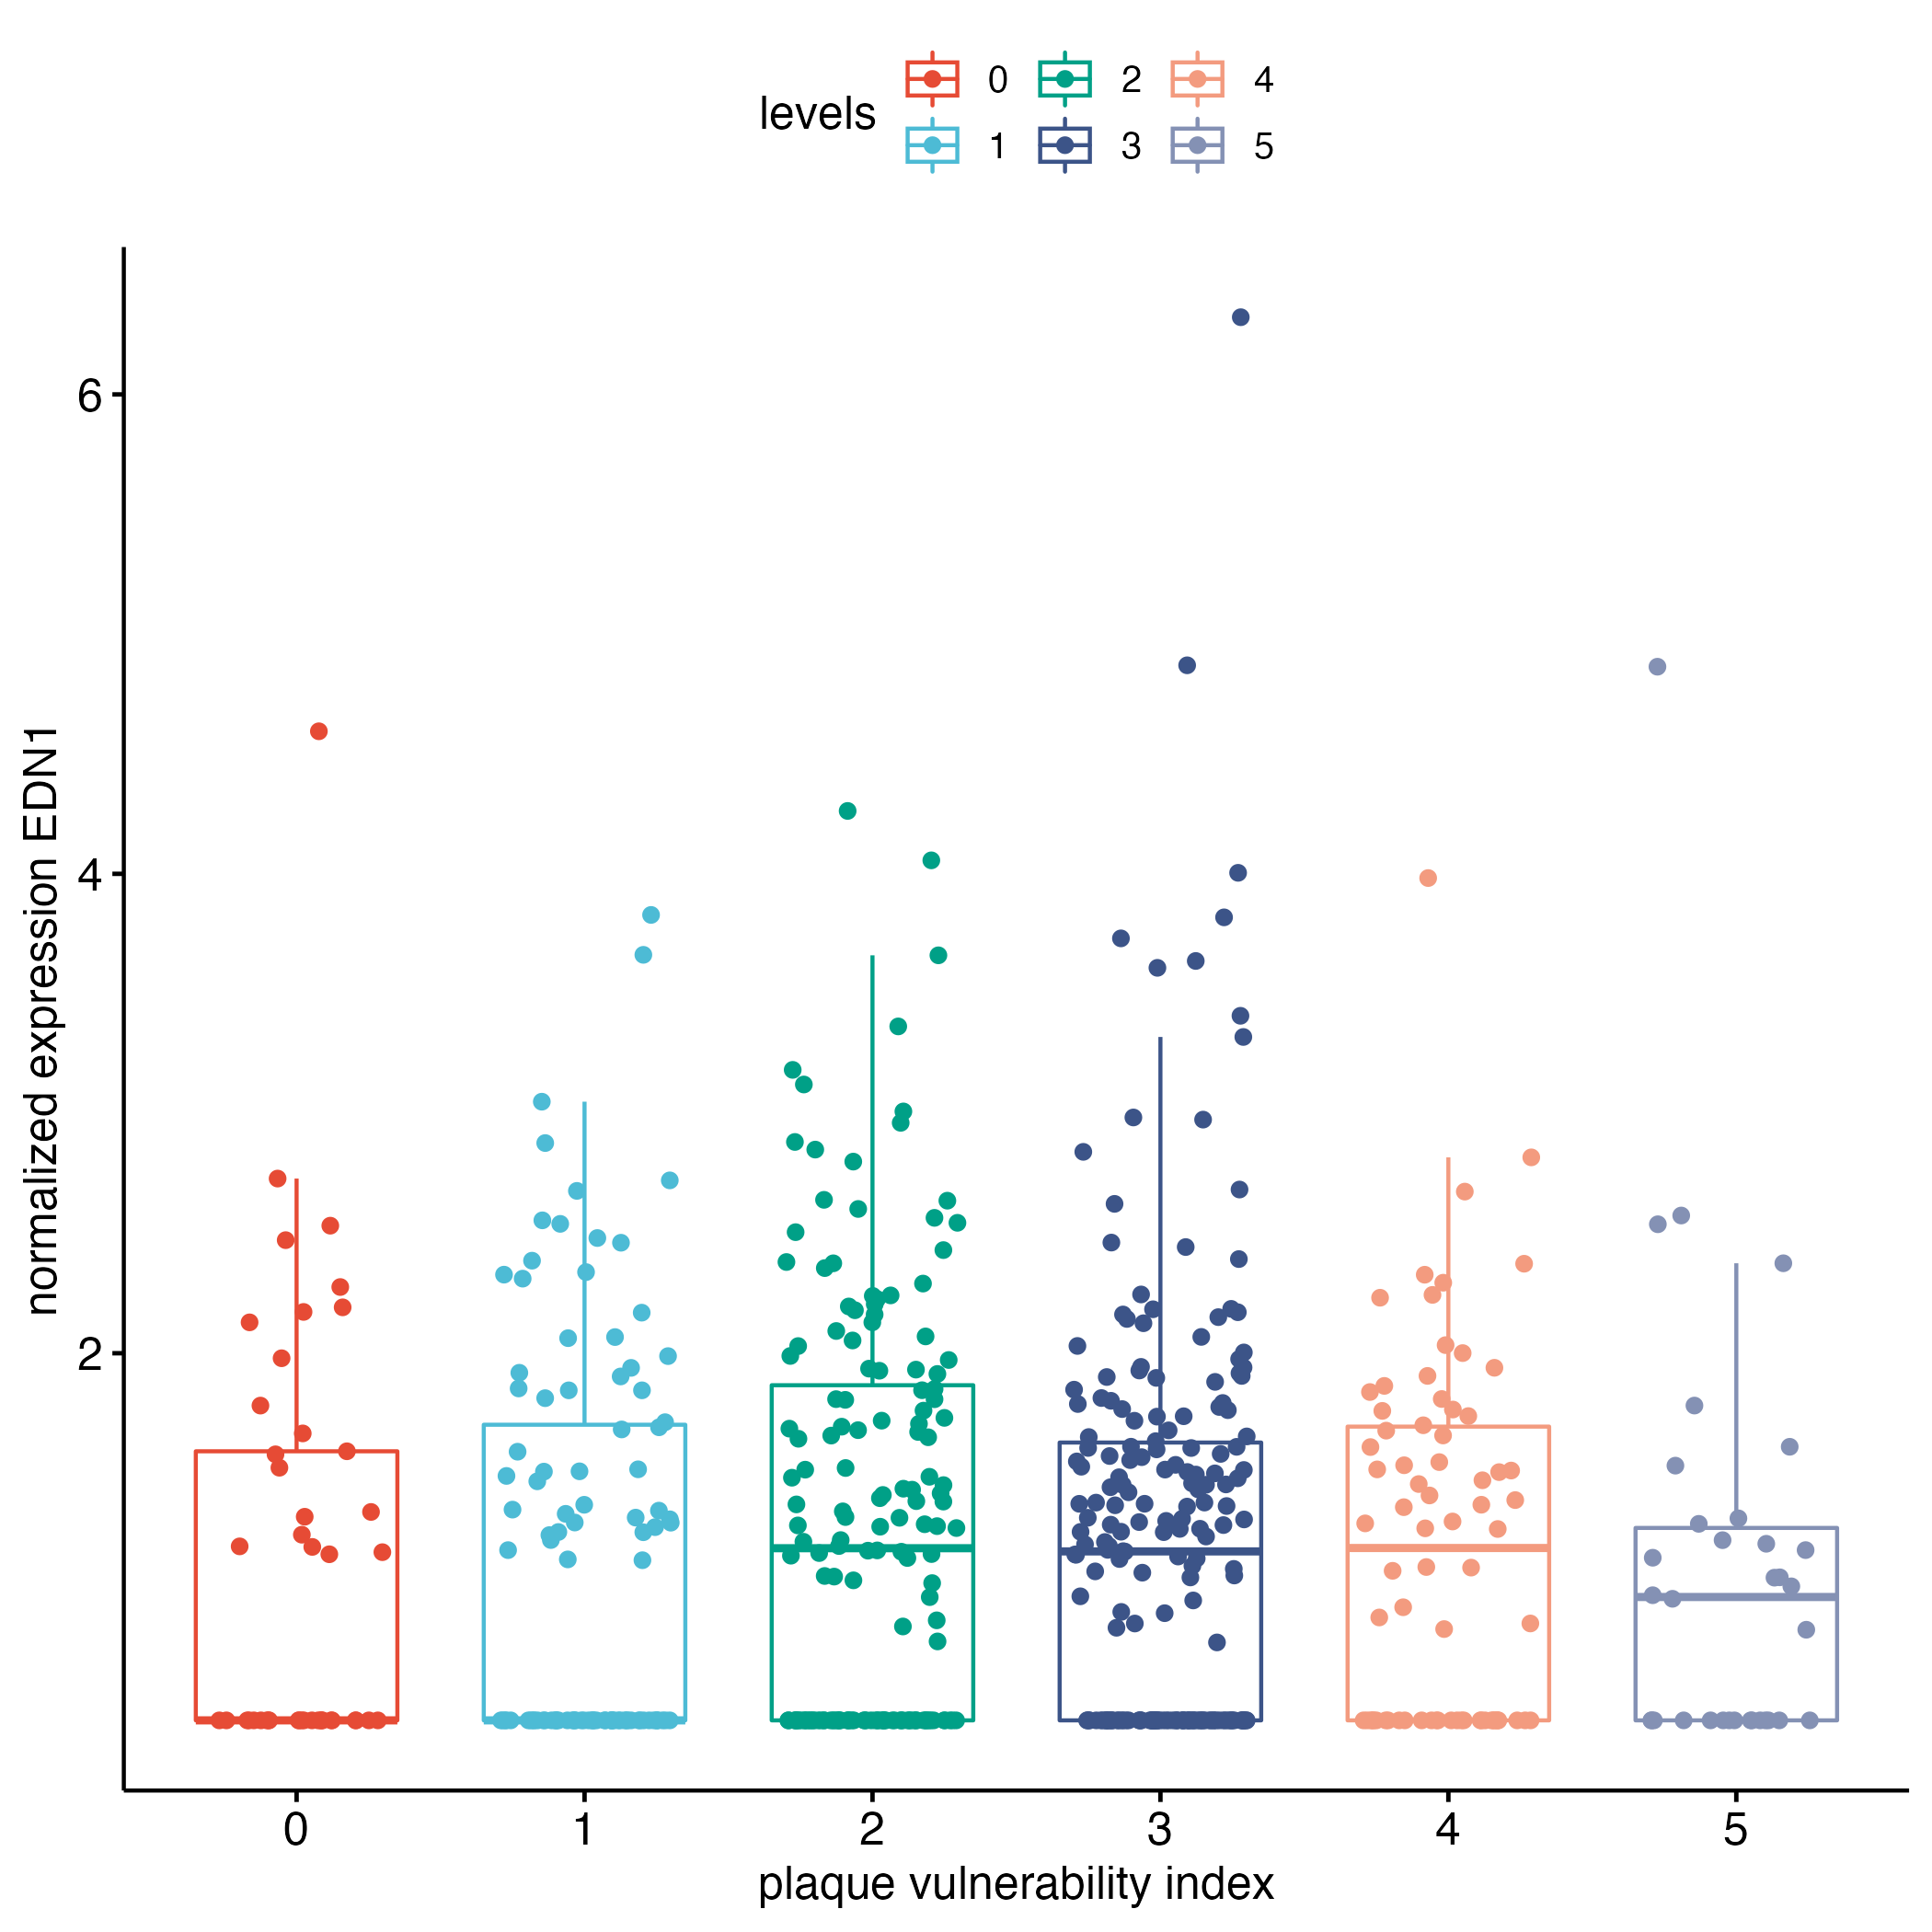 levels
0 2 4
1 3 5
normalized expression EDN1
6
4
2
0 1 2 3 4 5
plaque vulnerability index